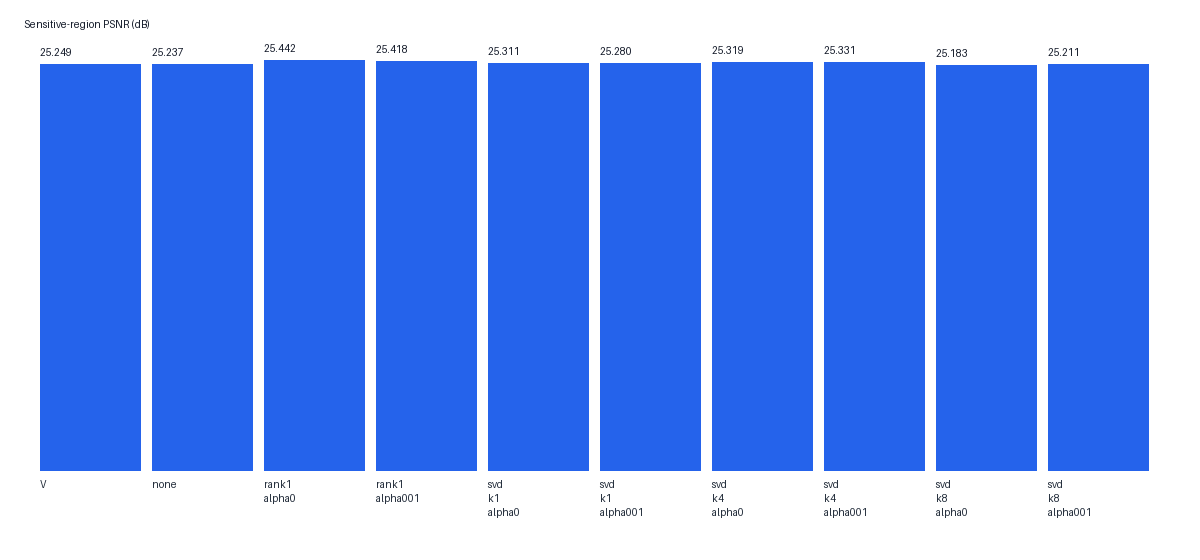 Sensitive-region PSNR (dB)
25.249 25.237 25.442 25.418 25.311 25.280 25.319 25.331 25.183 25.211
V none rank1 rank1 svd svd svd svd svd svd
alpha0 alpha001 k1 k1 k4 k4 k8 k8
alpha0 alpha001 alpha0 alpha001 alpha0 alpha001